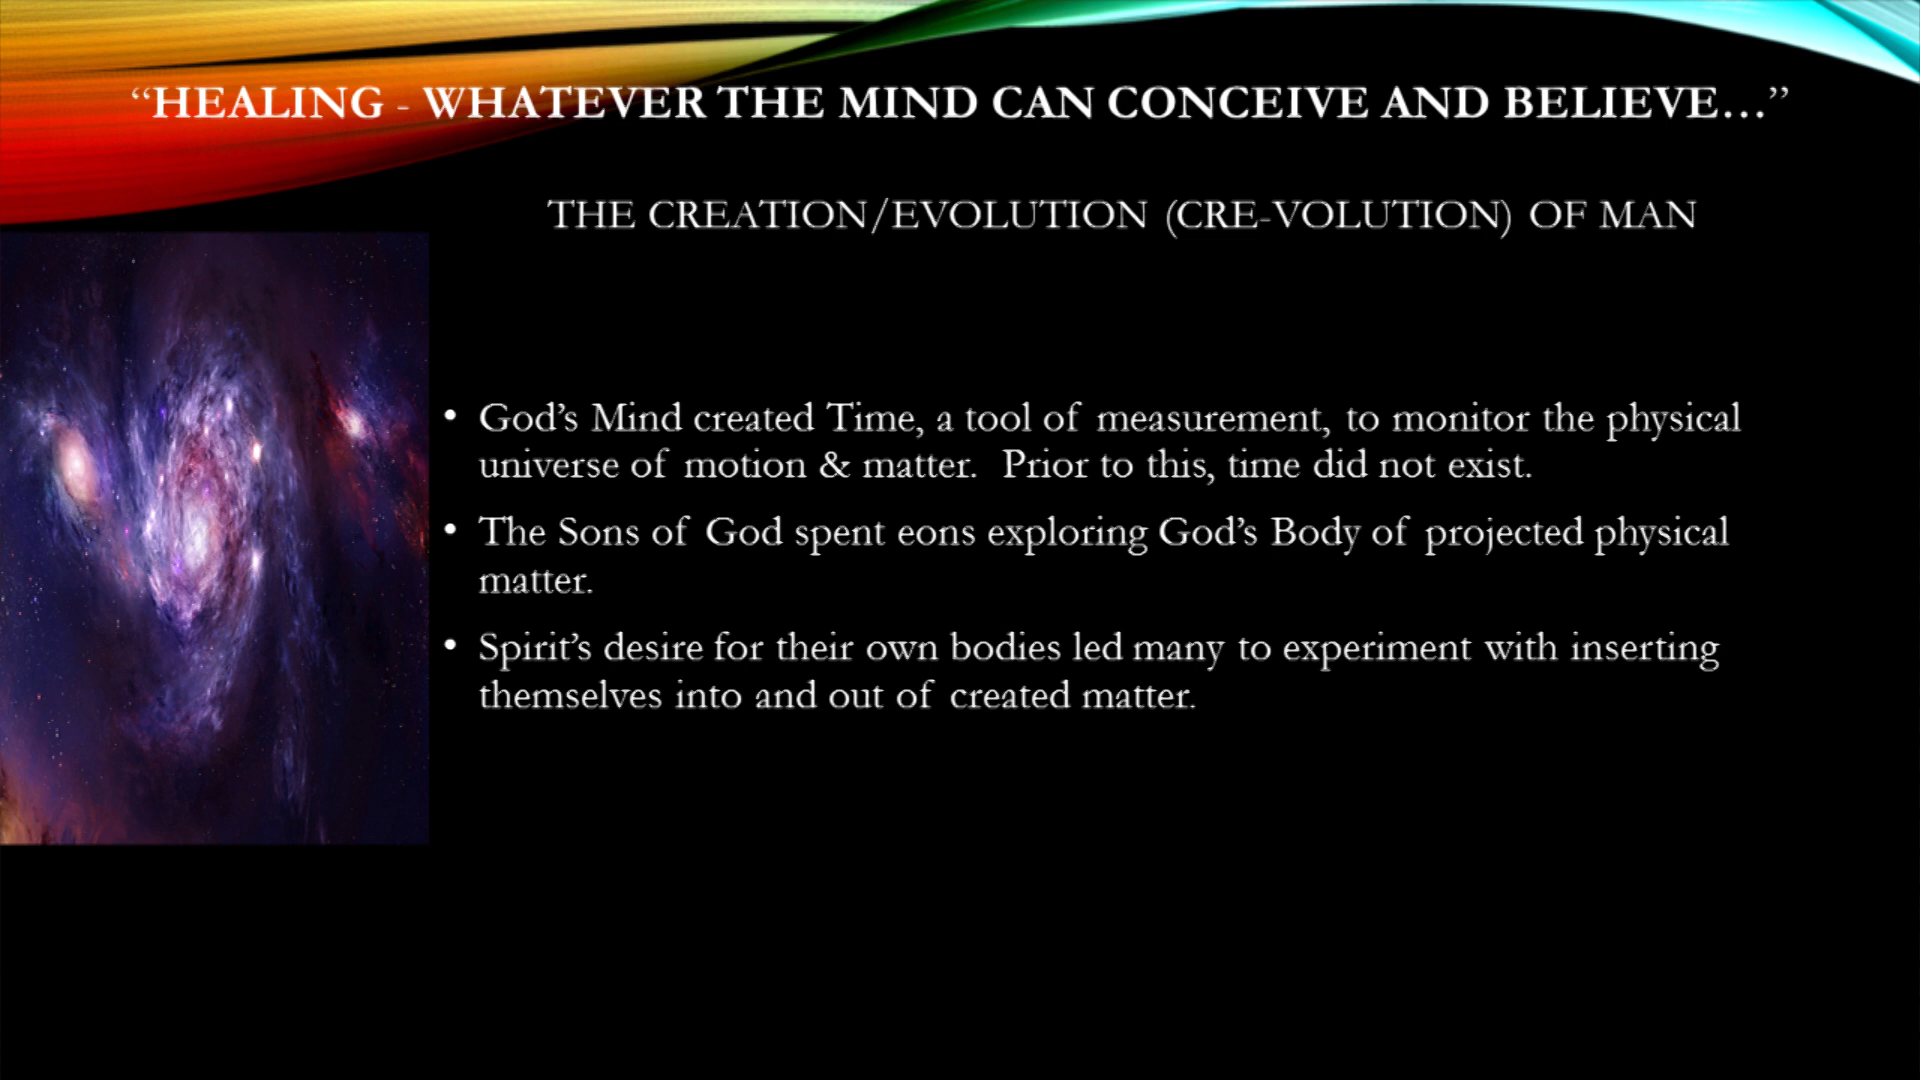 “HEALING - WHATEVER THE MIND CAN CONCEIVE AND BELIEVE…”
THE CREATION/EVOLUTION (CRE-VOLUTION) OF MAN
• God’s Mind created Time, a tool of measurement, to monitor the physical
universe of motion & matter.  Prior to this, time did not exist.
• The Sons of God spent eons exploring God’s Body of projected physical
matter.
• Spirit’s desire for their own bodies led many to experiment with inserting
themselves into and out of created matter.